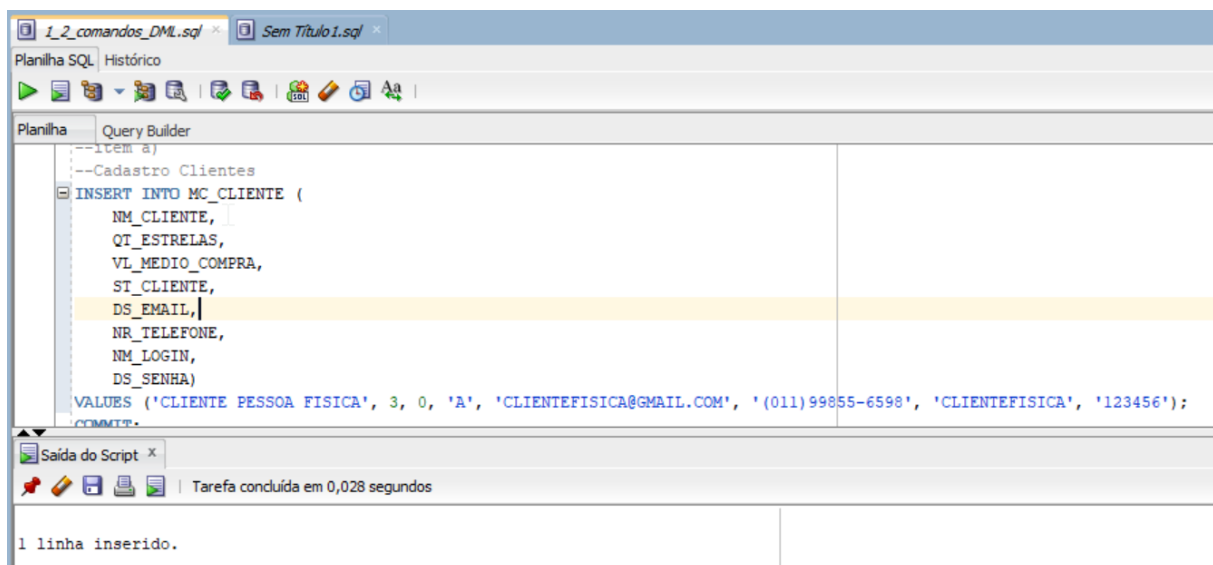 1_2_comandos_DML.sql × Sem Título1.sql ×
Planilha SQL Histórico
Planilha Query Builder
--item a)
--Cadastro Clientes
INSERT INTO MC_CLIENTE (
NM_CLIENTE,
QT_ESTRELAS,
VL_MEDIO_COMPRA,
ST_CLIENTE,
DS_EMAIL,
NR_TELEFONE,
NM_LOGIN,
DS_SENHA)
VALUES ('CLIENTE PESSOA FISICA', 3, 0, 'A', 'CLIENTEFISICA@GMAIL.COM', '(011)99855-6598', 'CLIENTEFISICA', '123456');
COMMIT;
Saída do Script ×
Tarefa concluída em 0,028 segundos
1 linha inserido.